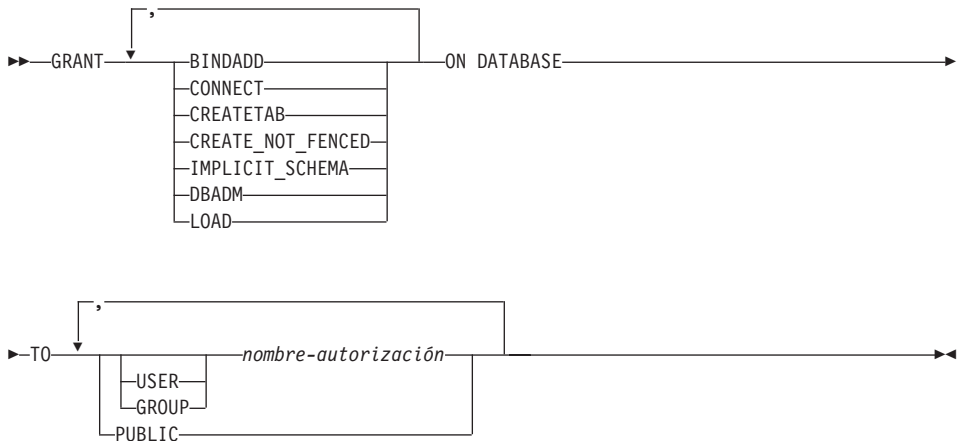 ,
GRANT BINDADD ON DATABASE
CONNECT
CREATETAB
CREATE_NOT_FENCED
IMPLICIT_SCHEMA
DBADM
LOAD
,
TO nombre-autorización
USER
GROUP
PUBLIC